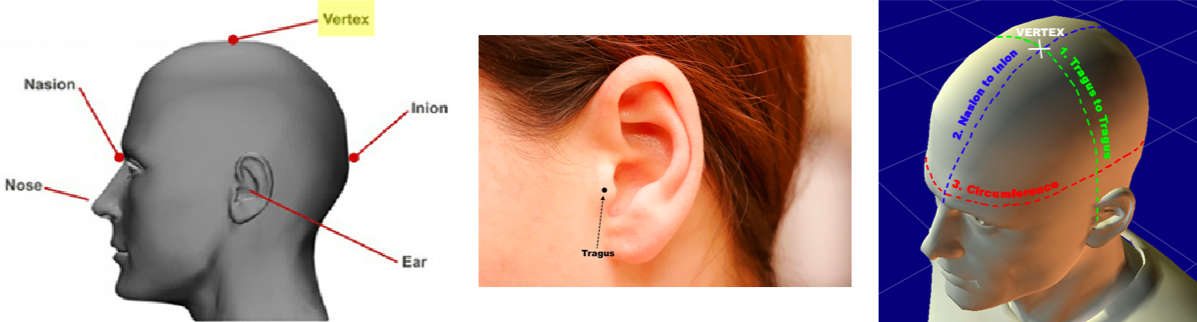 Vertex
Nasion
Inion
Nose
Ear
Tragus
VERTEX
1. Tragus to Tragus
2. Nasion to Inion
3. Circumference